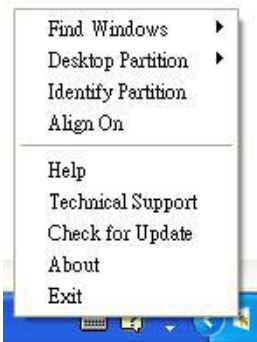 Find Windows
Desktop Partition
Identify Partition
Align On
Help
Technical Support
Check for Update
About
Exit